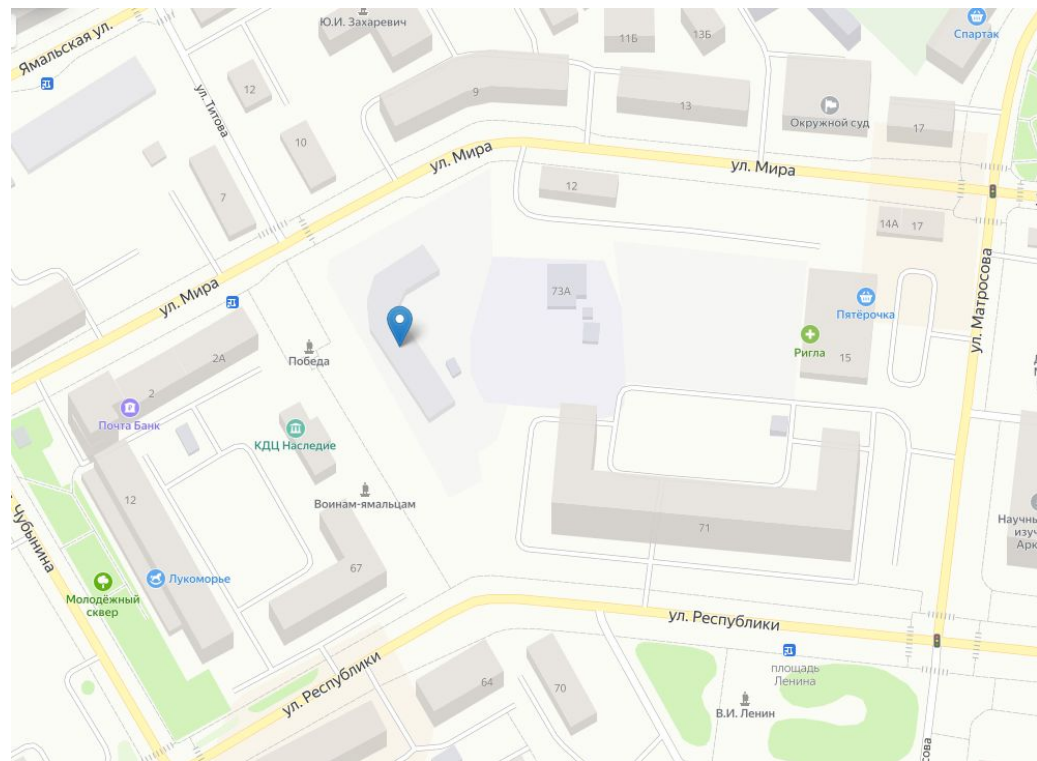 Ю.И. Захаревич
Спартак
Ямальская ул.
11Б
13Б
ул. Титова
12
9
13
Окружной суд
17
10
ул. Мира
ул. Мира
7
12
14А
17
ул. Мира
73А
Пятёрочка
ул. Матросова
2А
Победа
Ригла
15
2
Почта Банк
КДЦ Наследие
12
Воинам-ямальцам
71
Чубынина
67
Лукоморье
Молодёжный
сквер
ул. Республики
64
70
площадь
Ленина
ул. Республики
В.И. Ленин